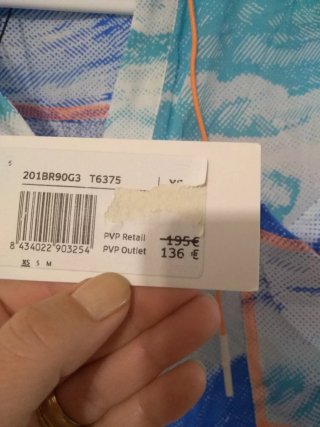 s
201BR90G3 T6375
PVP Retail 195€
8 434022 903254 PVP Outlet 136 €
XS S M